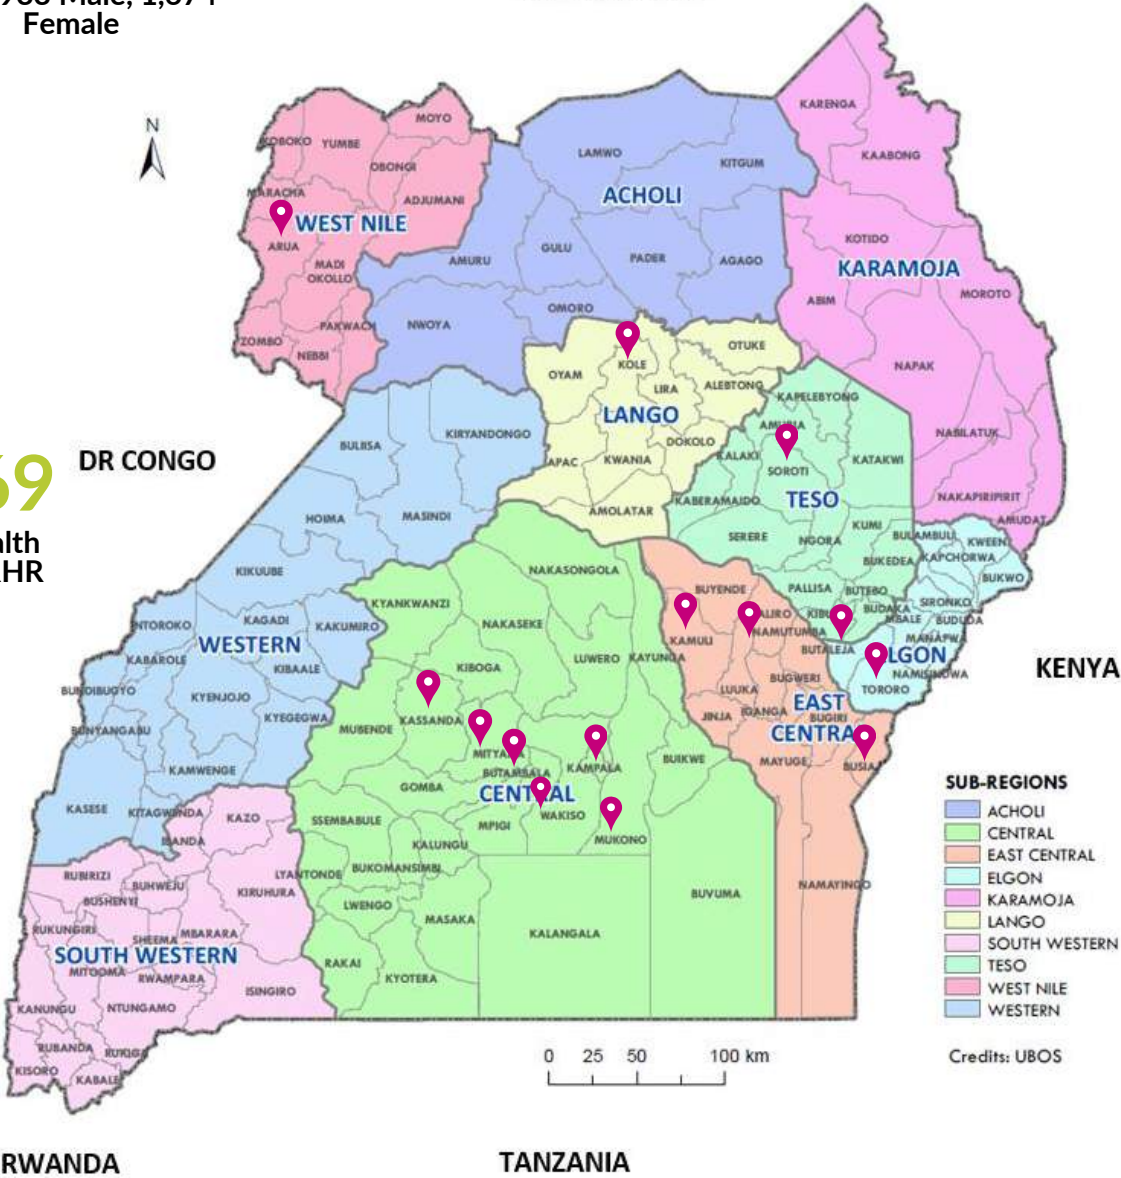 Female
N
KARENGA
MOYO
KOBOKO
YUMBE
LAMWO
KITGUM
KAABONG
OBONGI
MARACHA
ADJUMANI
ACHOLI
WEST NILE
ARUA
GULU
KOTIDO
MADI
OKOLLO
AMURU
PADER
AGAGO
KARAMOJA
ABIM
MOROTO
OMORO
PAKWACH
NWOYA
ZOMBO
NEBBI
OTUKE
KOLE
OYAM
NAPAK
LIRA
ALEBTONG
KAPELEBYONG
LANGO
BULIISA
KIRYANDONGO
DOKOLO
NABILATUK
DR CONGO
APAC
KWANIA
KALAKI
SOROTI
KATAKWI
69
TESO
KABERAMAIDO
NAKAPIRIPIRIT
AMOLATAR
HOIMA
MASINDI
KUMI
AMUDAT
SERERE
NGORA
BULAMBULI
KWEEN
KAPCHORWA
BUKEDEA
KIKUUBE
NAKASONGOLA
BUKWO
PALLISA
BUTEBO
BUYENDE
KYANKWANZI
SIRONKO
BUDAKA
MBALE
BUDUDA
NTOROKO
KAGADI
KAKUMIRO
NAKASEKE
KAMULI
NAMUTUMBA
MANAFWA
WESTERN
BUTALEJA
KABAROLE
KIBAALE
KIBOGA
LUWERO
KAYUNGA
NAMISINDWA
KENYA
BUNDIBUGYO
KYENJOJO
BUGWERI
LUUKA
TORORO
KYEGEGWA
KASSANDA
JINJA
IGANGA
EAST
BUGIRI
BUNYANGABU
MUBENDE
KAMPALA
BUIKWE
MAYUGE
BUSIA
KAMWENGE
BUTAMBALA
GOMBA
CENTRAL
KASESE
KITAGWENDA
KAZO
SSEMBABULE
MPIGI
WAKISO
MUKONO
KALUNGU
RUBIRIZI
BUHWEJU
LYANTONDE
BUKOMANSIMBI
KIRUHURA
BUSHENYI
LWENGO
BUVUMA
NAMAYINGO
MASAKA
RUKUNGIRI
SHEEMA
MBARARA
KALANGALA
SOUTH WESTERN
MITOOMA
RWAMPARA
RAKAI
KYOTERA
ISINGIRO
KANUNGU
NTUNGAMO
RUBANDA
RUKIGA
KISORO
KABALE
SUB-REGIONS
ACHOLI
CENTRAL
EAST CENTRAL
ELGON
KARAMOJA
LANGO
SOUTH WESTERN
TESO
WEST NILE
WESTERN
Credits: UBOS
0 25 50 100 km
RWANDA
TANZANIA